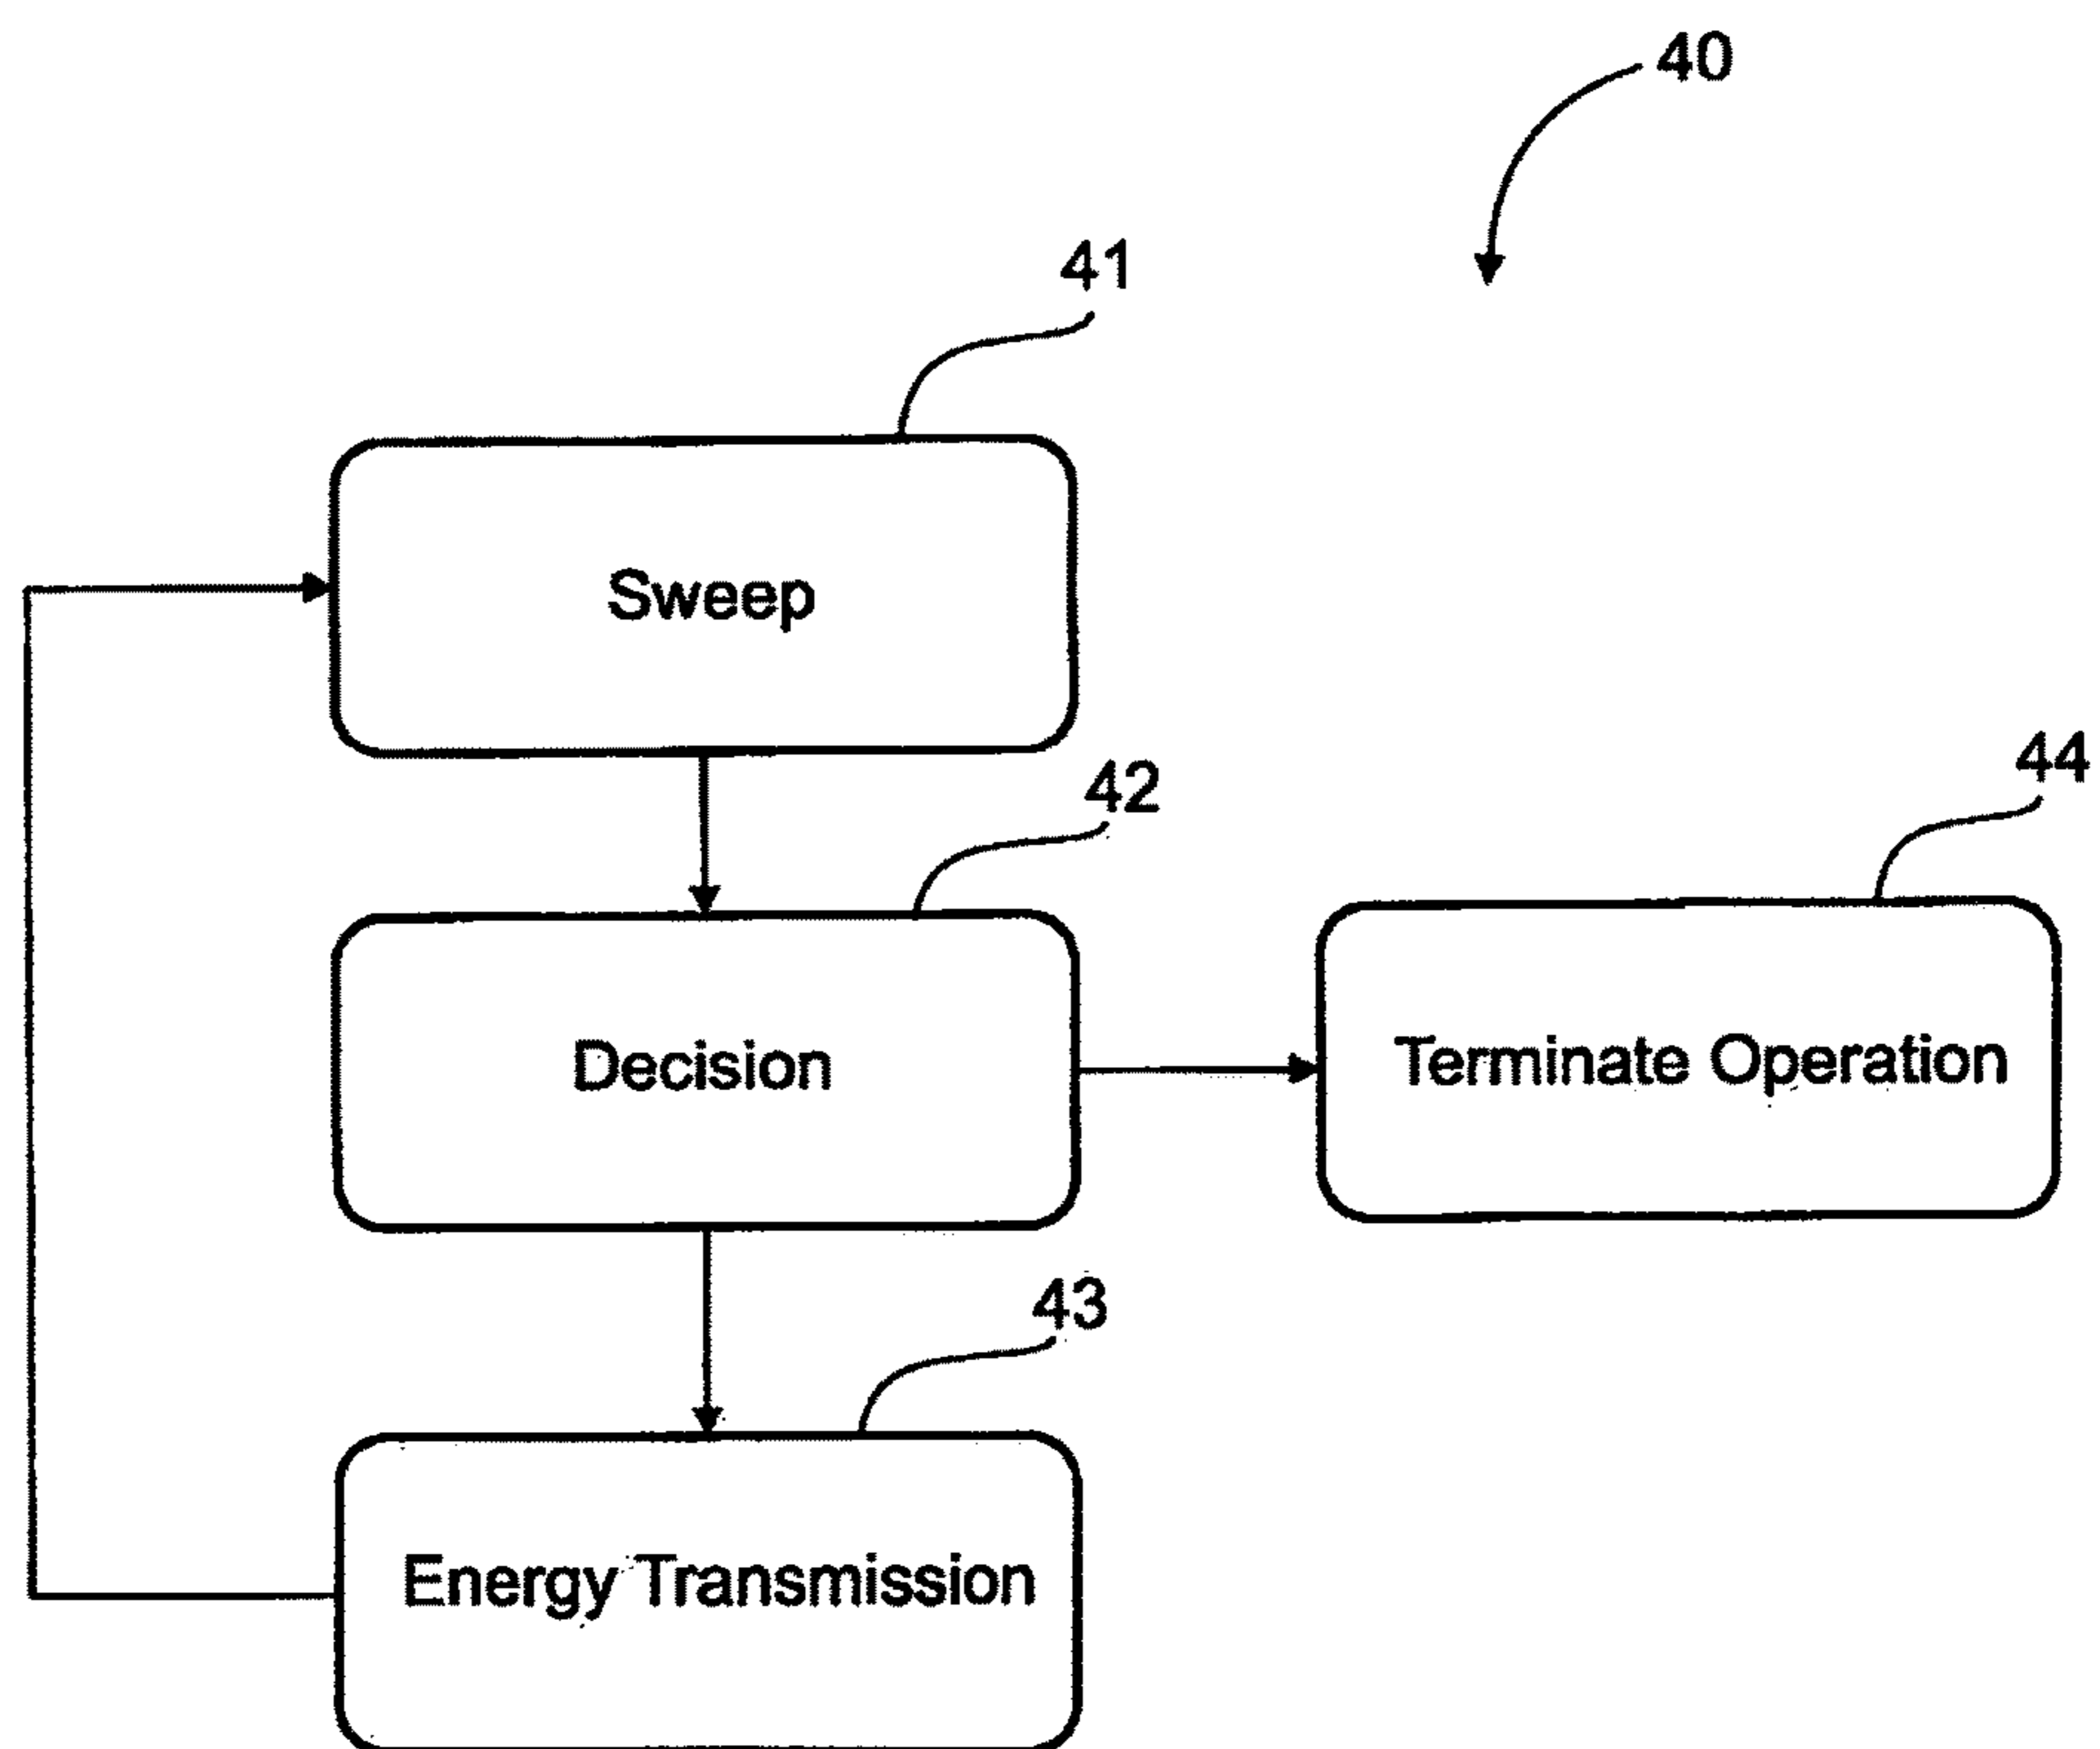 40
41
Sweep
42
44
Decision
Terminate Operation
43
Energy Transmission